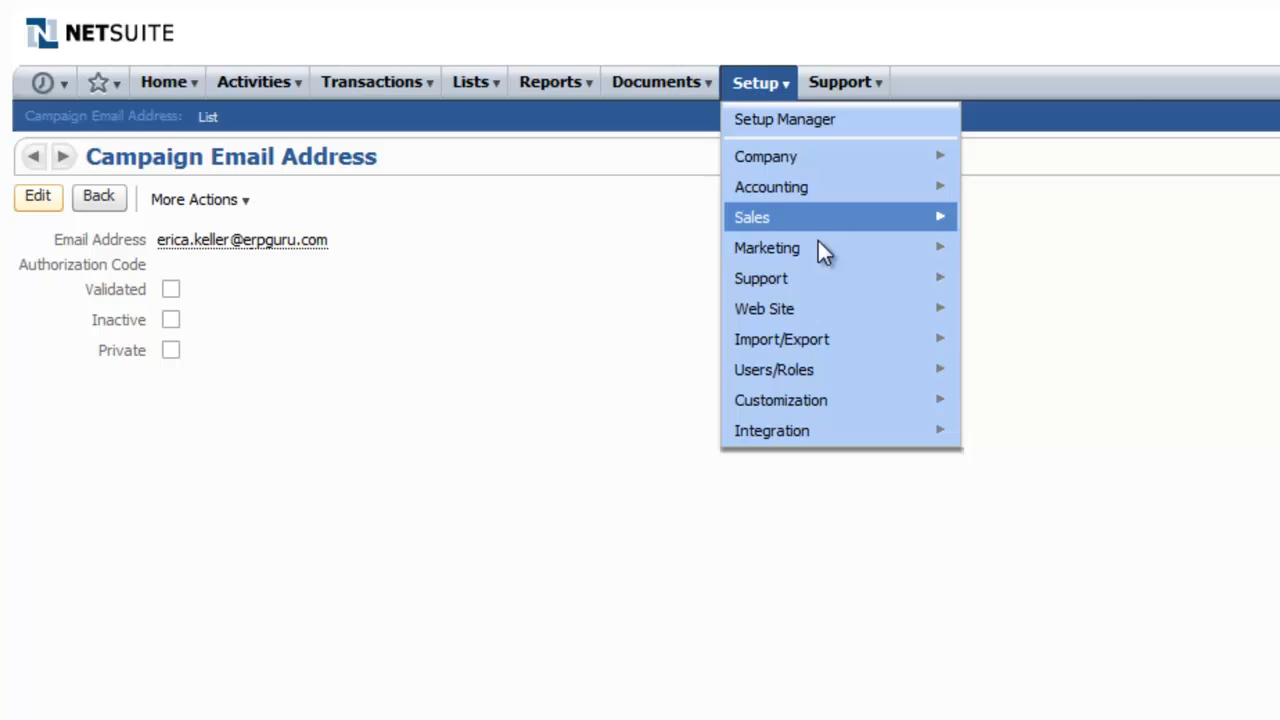 NETSUITE
Home Activities Transactions Lists Reports Documents Setup Support
Campaign Email Address: List
Campaign Email Address
Edit Back More Actions
Email Address erica.keller@erpguru.com
Authorization Code
Validated
Inactive
Private
Setup Manager
Company
Accounting
Sales
Marketing
Support
Web Site
Import/Export
Users/Roles
Customization
Integration